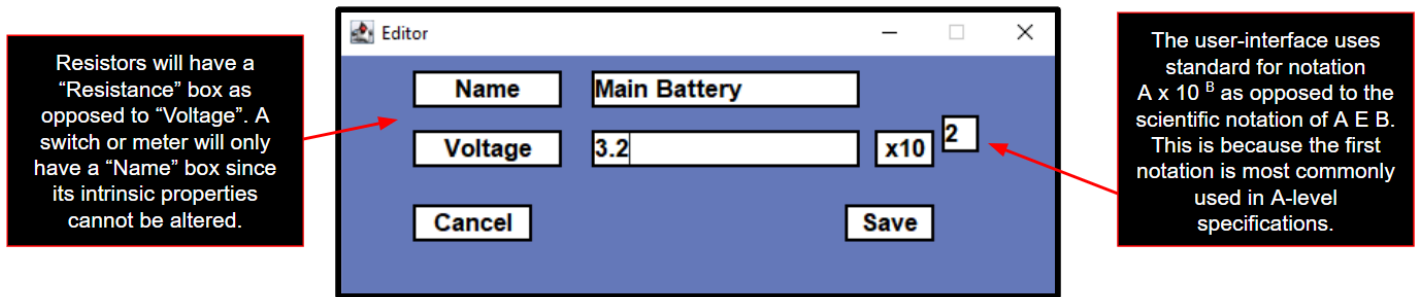 Resistors will have a
“Resistance” box as
opposed to “Voltage”. A
switch or meter will only
have a “Name” box since
its intrinsic properties
cannot be altered.
Editor
Name
Main Battery
Voltage
3.2
x10
2
Cancel
Save
The user-interface uses
standard for notation
A x 10 ᴮ as opposed to the
scientific notation of A E B.
This is because the first
notation is most commonly
used in A-level
specifications.